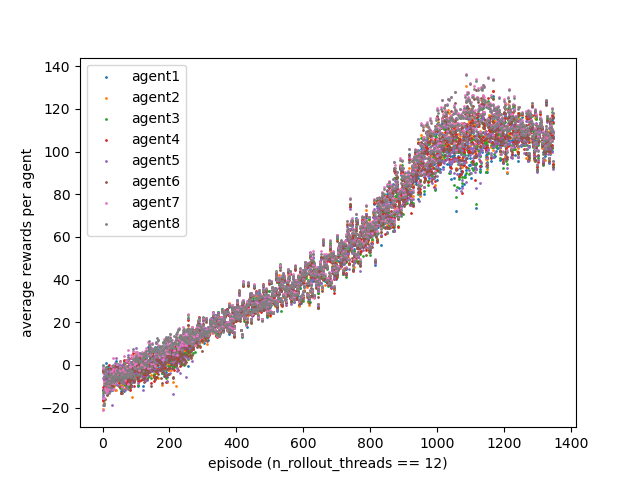 140
120
100
80
60
40
20
0
−20
average rewards per agent
agent1
agent2
agent3
agent4
agent5
agent6
agent7
agent8
0 200 400 600 800 1000 1200 1400
episode (n_rollout_threads == 12)